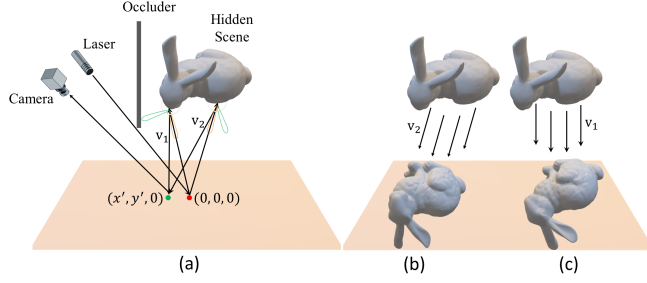 Occluder
Laser
Hidden
Scene
Camera
v₁
v₂
(x′, y′, 0)
(0, 0, 0)
(a)
v₂
(b)
v₁
(c)